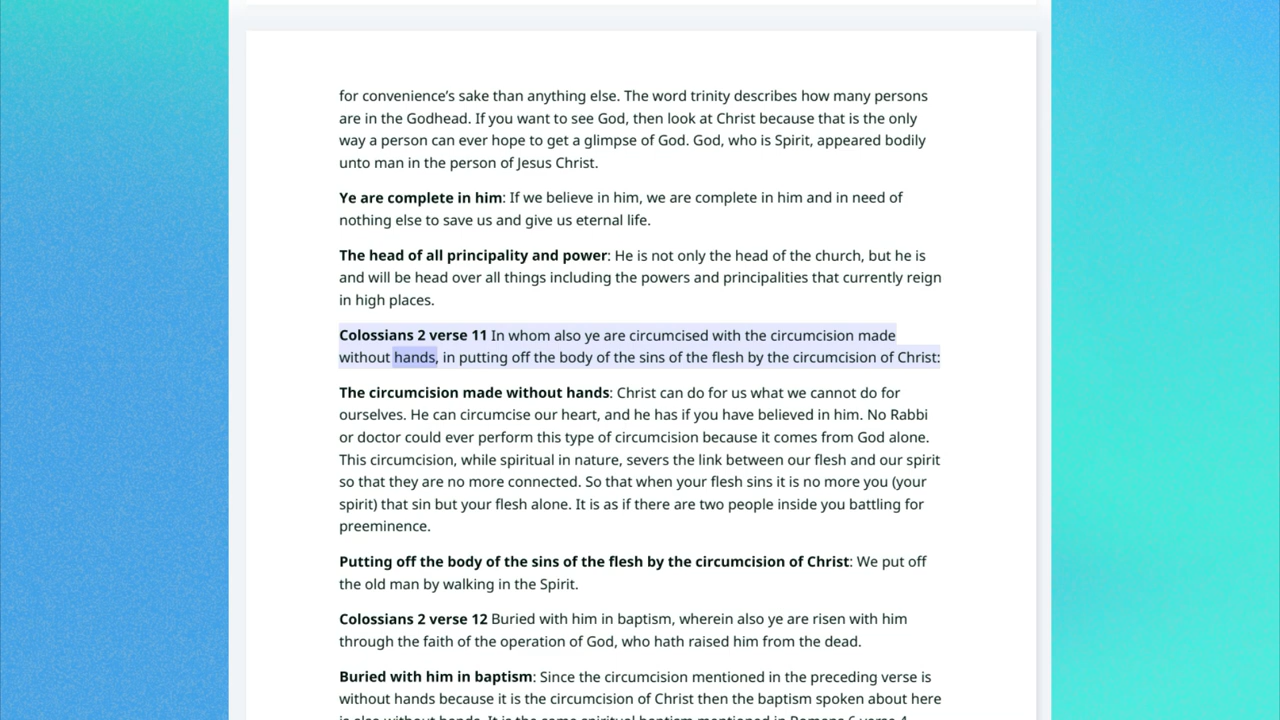 for convenience’s sake than anything else. The word trinity describes how many persons
are in the Godhead. If you want to see God, then look at Christ because that is the only
way a person can ever hope to get a glimpse of God. God, who is Spirit, appeared bodily
unto man in the person of Jesus Christ.
Ye are complete in him: If we believe in him, we are complete in him and in need of
nothing else to save us and give us eternal life.
The head of all principality and power: He is not only the head of the church, but he is
and will be head over all things including the powers and principalities that currently reign
in high places.
Colossians 2 verse 11 In whom also ye are circumcised with the circumcision made
without hands, in putting off the body of the sins of the flesh by the circumcision of Christ:
The circumcision made without hands: Christ can do for us what we cannot do for
ourselves. He can circumcise our heart, and he has if you have believed in him. No Rabbi
or doctor could ever perform this type of circumcision because it comes from God alone.
This circumcision, while spiritual in nature, severs the link between our flesh and our spirit
so that they are no more connected. So that when your flesh sins it is no more you (your
spirit) that sin but your flesh alone. It is as if there are two people inside you battling for
preeminence.
Putting off the body of the sins of the flesh by the circumcision of Christ: We put off
the old man by walking in the Spirit.
Colossians 2 verse 12 Buried with him in baptism, wherein also ye are risen with him
through the faith of the operation of God, who hath raised him from the dead.
Buried with him in baptism: Since the circumcision mentioned in the preceding verse is
without hands because it is the circumcision of Christ then the baptism spoken about here
is also without hands. It is the same spiritual baptism mentioned in Romans 6 verse 4.